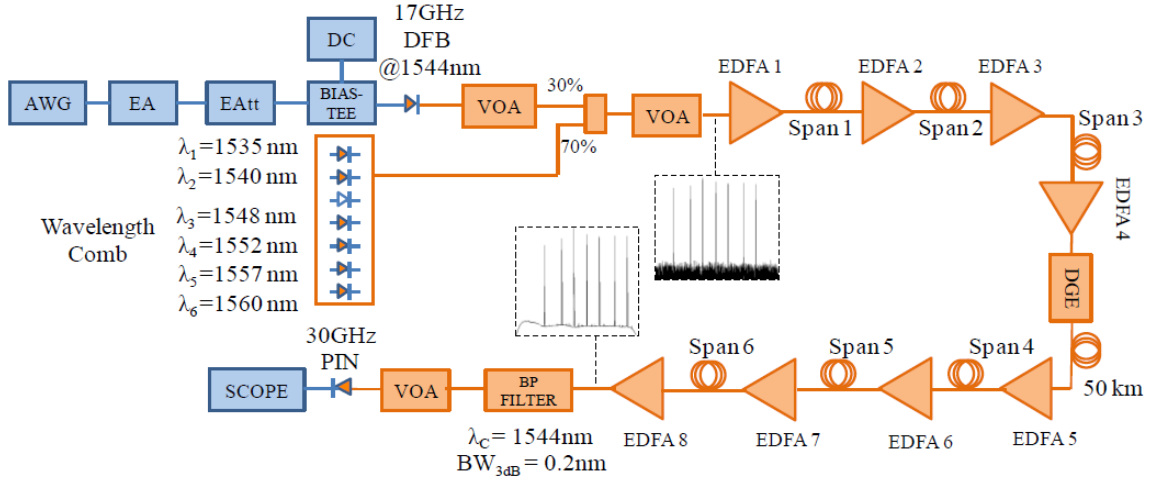 17GHz
DFB
@1544nm
DC
AWG
EA
EAtt
BIAS-
TEE
VOA
30%
70%
VOA
EDFA 1
EDFA 2
EDFA 3
Span 1
Span 2
Span 3
EDFA 4
DGE
50 km
λ1=1535 nm
λ2=1540 nm
λ3=1548 nm
λ4=1552 nm
λ5=1557 nm
λ6=1560 nm
Wavelength
Comb
30GHz
PIN
SCOPE
VOA
BP
FILTER
λC = 1544nm
BW3dB = 0.2nm
Span 6
Span 5
Span 4
EDFA 8
EDFA 7
EDFA 6
EDFA 5